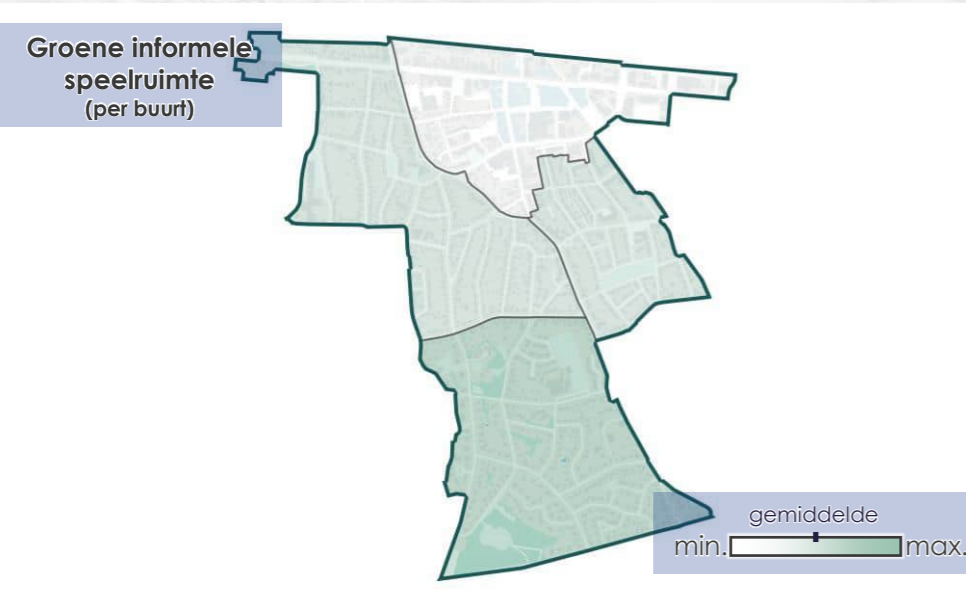 Groene informele
speelruimte
(per buurt)
gemiddelde
min.
max.